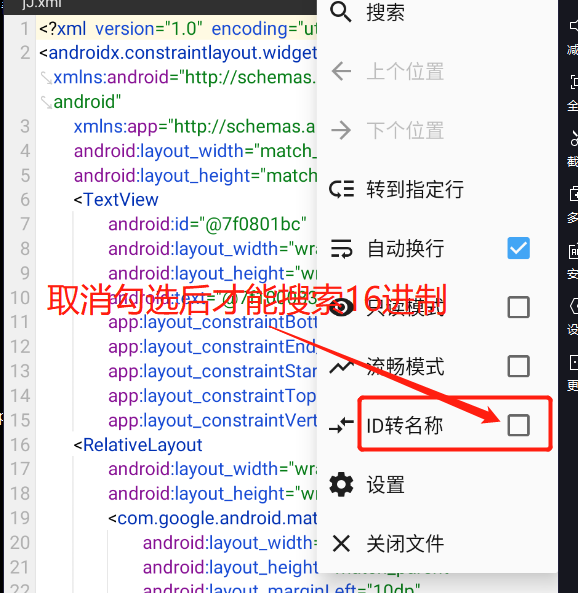 jJ.xml
1 <?xml version="1.0" encoding="ut
2 <androidx.constraintlayout.widget
xmlns:android="http://schemas.
android"
3 xmlns:app="http://schemas.a
4 android:layout_width="match_
5 android:layout_height="match
6 <TextView
7 android:id="@7f0801bc"
8 android:layout_width="wra
9 android:layout_height="wr
10 android:text="@7f
11 app:layout_constraintBott
12 app:layout_constraintEnd_
13 app:layout_constraintStar
14 app:layout_constraintTop
15 app:layout_constraintVert
16 <RelativeLayout
17 android:layout_width="wr
18 android:layout_height="wr
19 <com.google.android.mat
20 android:layout_width=
21 android:layout_height="match_parent"
22 android:layout_marginLeft="10dp"
取消勾选后才能搜索16进制
搜索
上个位置
下个位置
转到指定行
自动换行
只读模式
流畅模式
ID转名称
设置
关闭文件
减
全
截
多
安
设
更